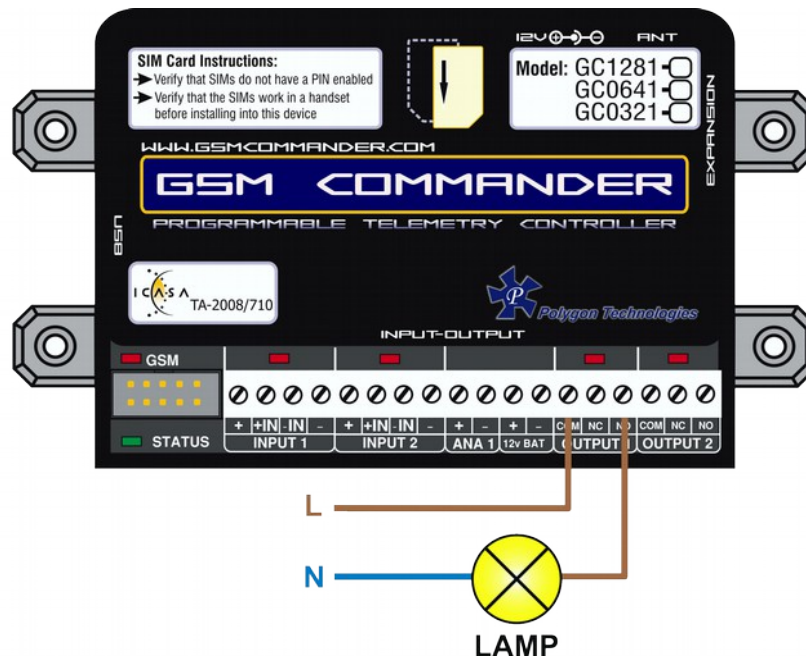 SIM Card Instructions:
Verify that SIMs do not have a PIN enabled
Verify that the SIMs work in a handset
before installing into this device
12V ANT
Model: GC1281
GC0641
GC0321
EXPANSION
WWW.GSMCOMMANDER.COM
GSM COMMANDER
PROGRAMMABLE TELEMETRY CONTROLLER
USB
ICASA
TA-2008/710
P
Polygon Technologies
INPUT-OUTPUT
GSM
+ +IN -IN - + +IN -IN - + - + - COM NC NO COM NC NO
STATUS INPUT 1 INPUT 2 ANA 1 12v BAT OUTPUT OUTPUT 2
L
N
LAMP